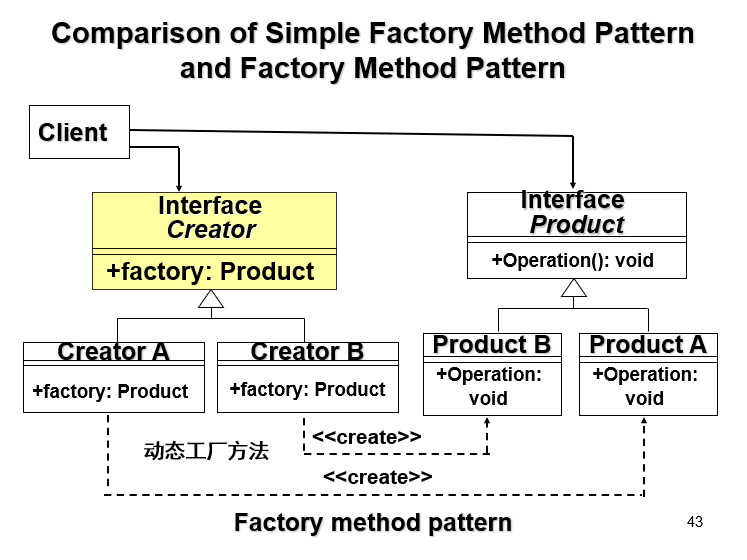 Comparison of Simple Factory Method Pattern
and Factory Method Pattern
Client
Interface
Creator
+factory: Product
Interface
Product
+Operation(): void
Creator A
+factory: Product
Creator B
+factory: Product
Product B
+Operation:
void
Product A
+Operation:
void
<<create>>
动态工厂方法
<<create>>
Factory method pattern
43